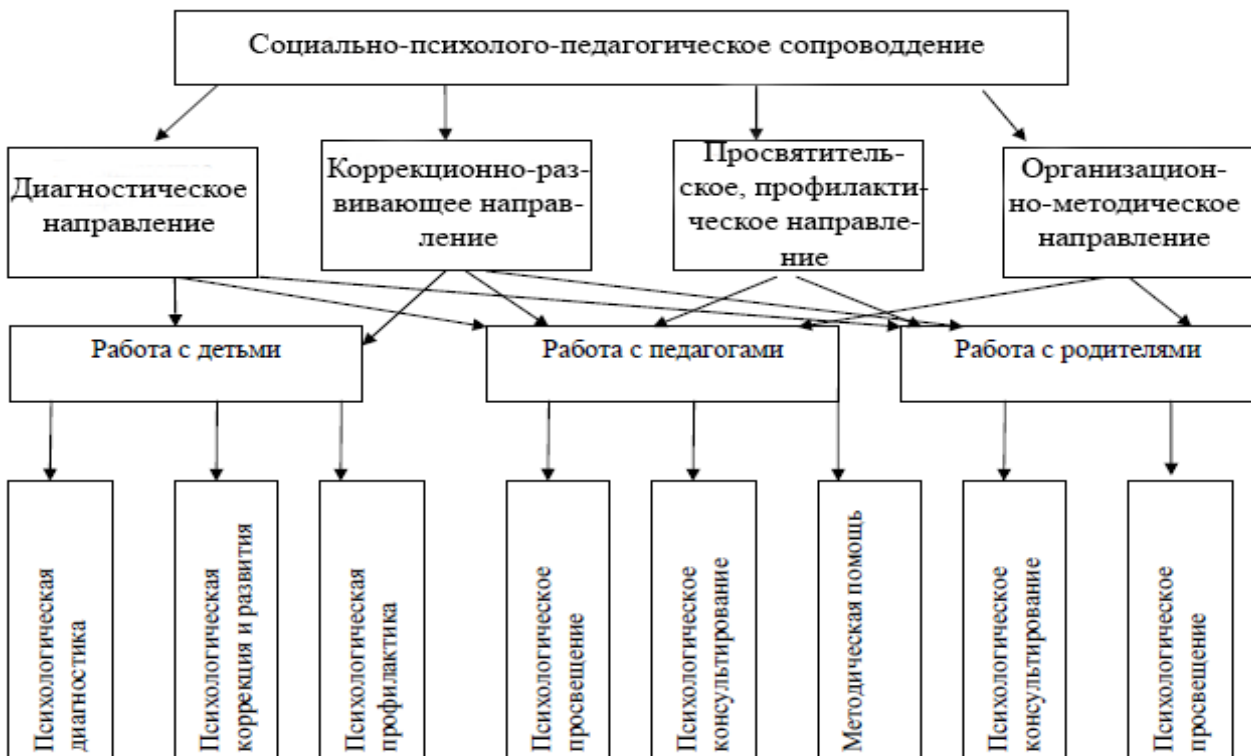 Социально-психолого-педагогическое сопроводдение
Диагностическое
направление
Коррекционно-раз-
вивающее направ-
ление
Просвятитель-
ское, профилакти-
ческое направле-
ние
Организацион-
но-методическое
направление
Работа с детьми
Работа с педагогами
Работа с родителями
Психологическая
диагностика
Психологическая
коррекция и развития
Психологическая
профилактика
Психологическое
просвещение
Психологическое
консультирование
Методическая помощь
Психологическое
консультирование
Психологическое
просвещение